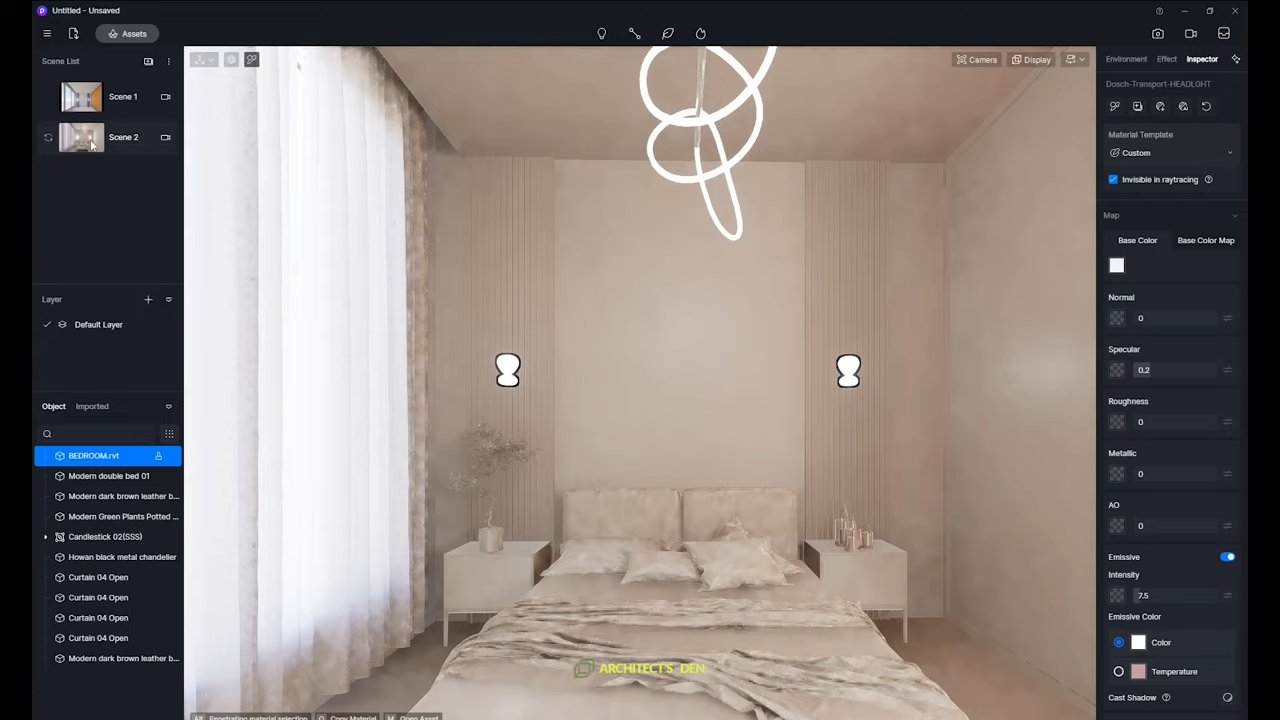 Untitled - Unsaved
Assets
Scene List
Scene 1
Scene 2
Layer
Default Layer
Object
Imported
BEDROOM.rvt
Modern double bed 01
Modern dark brown leather b...
Modern Green Plants Potted ...
Candlestick 02(SSS)
Howan black metal chandelier
Curtain 04 Open
Curtain 04 Open
Curtain 04 Open
Curtain 04 Open
Modern dark brown leather b...
Camera
Display
ARCHITECT'S DEN
Alt Penetrating material selection Q Copy Material M Open Asset
Environment
Effect
Inspector
Dosch-Transport-HEADLGHT
Material Template
Custom
Invisible in raytracing
Map
Base Color
Base Color Map
Normal
0
Specular
0.2
Roughness
0
Metallic
0
AO
0
Emissive
Intensity
7.5
Emissive Color
Color
Temperature
Cast Shadow